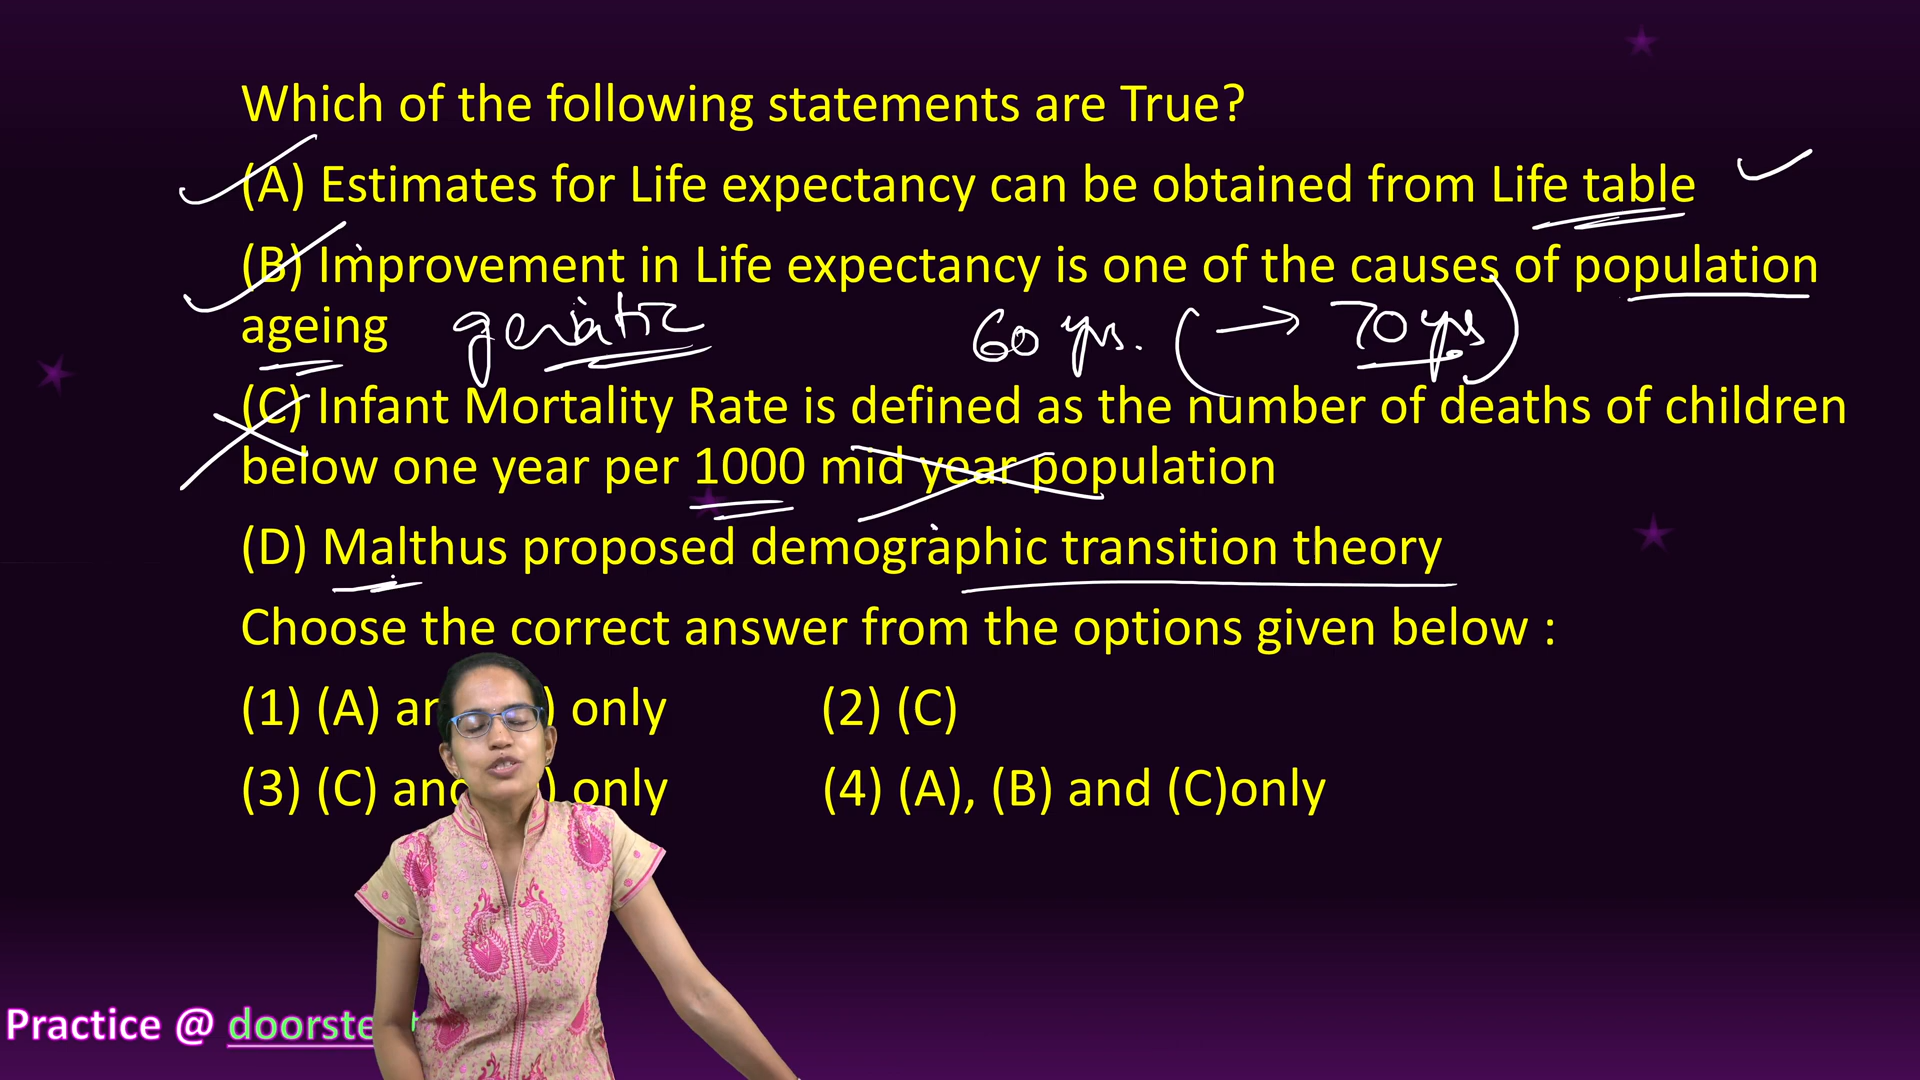 Which of the following statements are True?
(A) Estimates for Life expectancy can be obtained from Life table
(B) Improvement in Life expectancy is one of the causes of population
ageing geriatic 60 yrs. ( → 70 yrs )
(C) Infant Mortality Rate is defined as the number of deaths of children
below one year per 1000 mid year population
(D) Malthus proposed demographic transition theory
Choose the correct answer from the options given below :
(1) (A) ) only (2) (C)
(3) (C) and ) only (4) (A), (B) and (C)only
Practice @